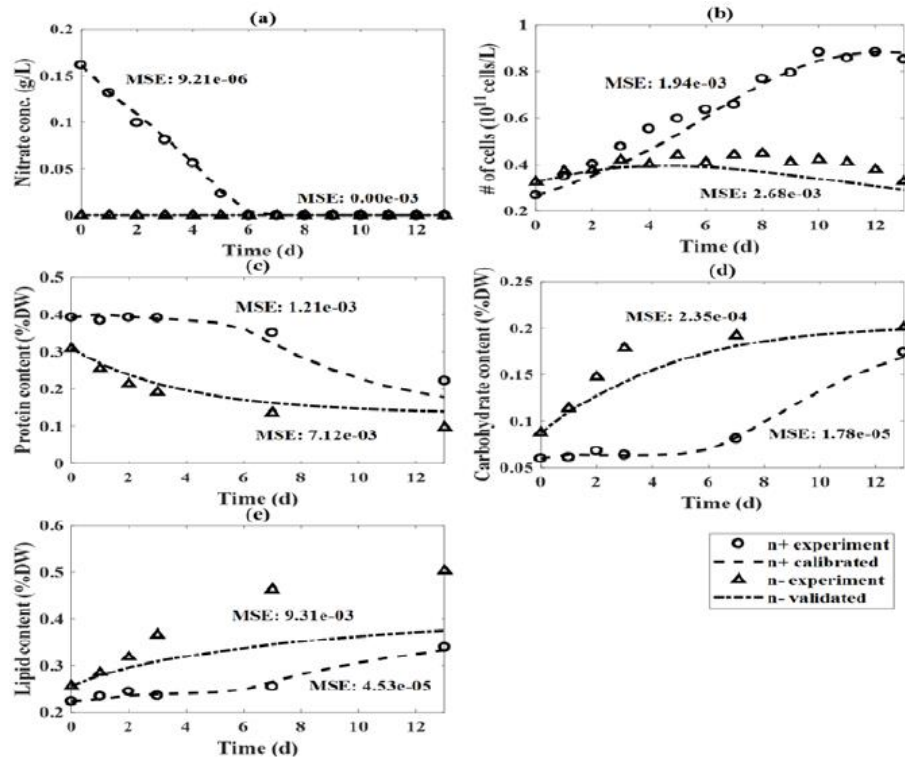 (a)
Nitrate conc. (g/L)
0.2
0.15
0.1
0.05
0
MSE: 9.21e-06
MSE: 0.00e-03
0 2 4 6 8 10 12
Time (d)
(b)
# of cells (10^11 cells/L)
1
0.8
0.6
0.4
0.2
MSE: 1.94e-03
MSE: 2.68e-03
0 2 4 6 8 10 12
Time (d)
(c)
Protein content (%DW)
0.5
0.4
0.3
0.2
0.1
0
MSE: 1.21e-03
MSE: 7.12e-03
0 2 4 6 8 10 12
Time (d)
(d)
Carbohydrate content (%DW)
0.25
0.2
0.15
0.1
0.05
MSE: 2.35e-04
MSE: 1.78e-05
0 2 4 6 8 10 12
Time (d)
(e)
Lipid content (%DW)
0.6
0.5
0.4
0.3
0.2
MSE: 9.31e-03
MSE: 4.53e-05
0 2 4 6 8 10 12
Time (d)
n+ experiment
n+ calibrated
n- experiment
n- validated